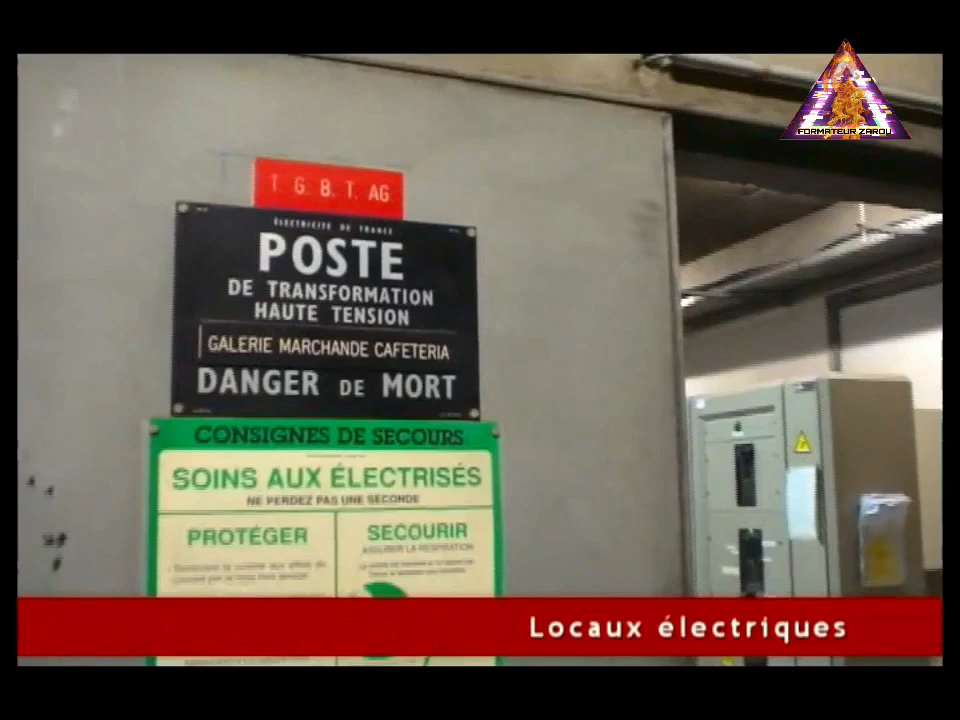 FORMATEUR ZAROU
T. G. B. T. AG
ÉLECTRICITÉ DE FRANCE
POSTE
DE TRANSFORMATION
HAUTE TENSION
GALERIE MARCHANDE CAFETERIA
DANGER DE MORT
CONSIGNES DE SECOURS
SOINS AUX ÉLECTRISÉS
NE PERDEZ PAS UNE SECONDE
PROTÉGER
SECOURIR
ASSURER LA RESPIRATION
Locaux électriques